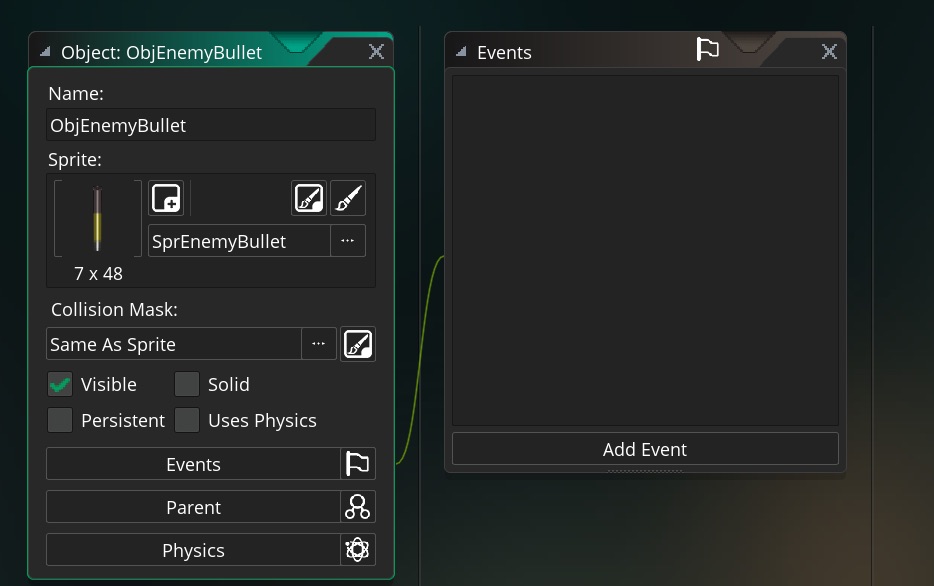 Object: ObjEnemyBullet
Name:
ObjEnemyBullet
Sprite:
SprEnemyBullet
...
7 x 48
Collision Mask:
Same As Sprite
...
Visible
Solid
Persistent
Uses Physics
Events
Parent
Physics
Events
Add Event